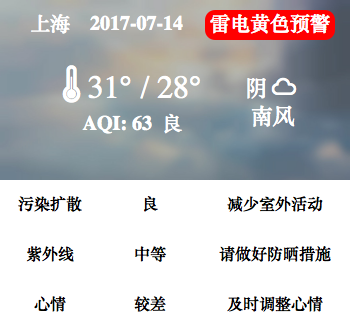 上海 2017-07-14 雷电黄色预警
31° / 28° 阴
AQI: 63 良 南风
污染扩散 良 减少室外活动
紫外线 中等 请做好防晒措施
心情 较差 及时调整心情